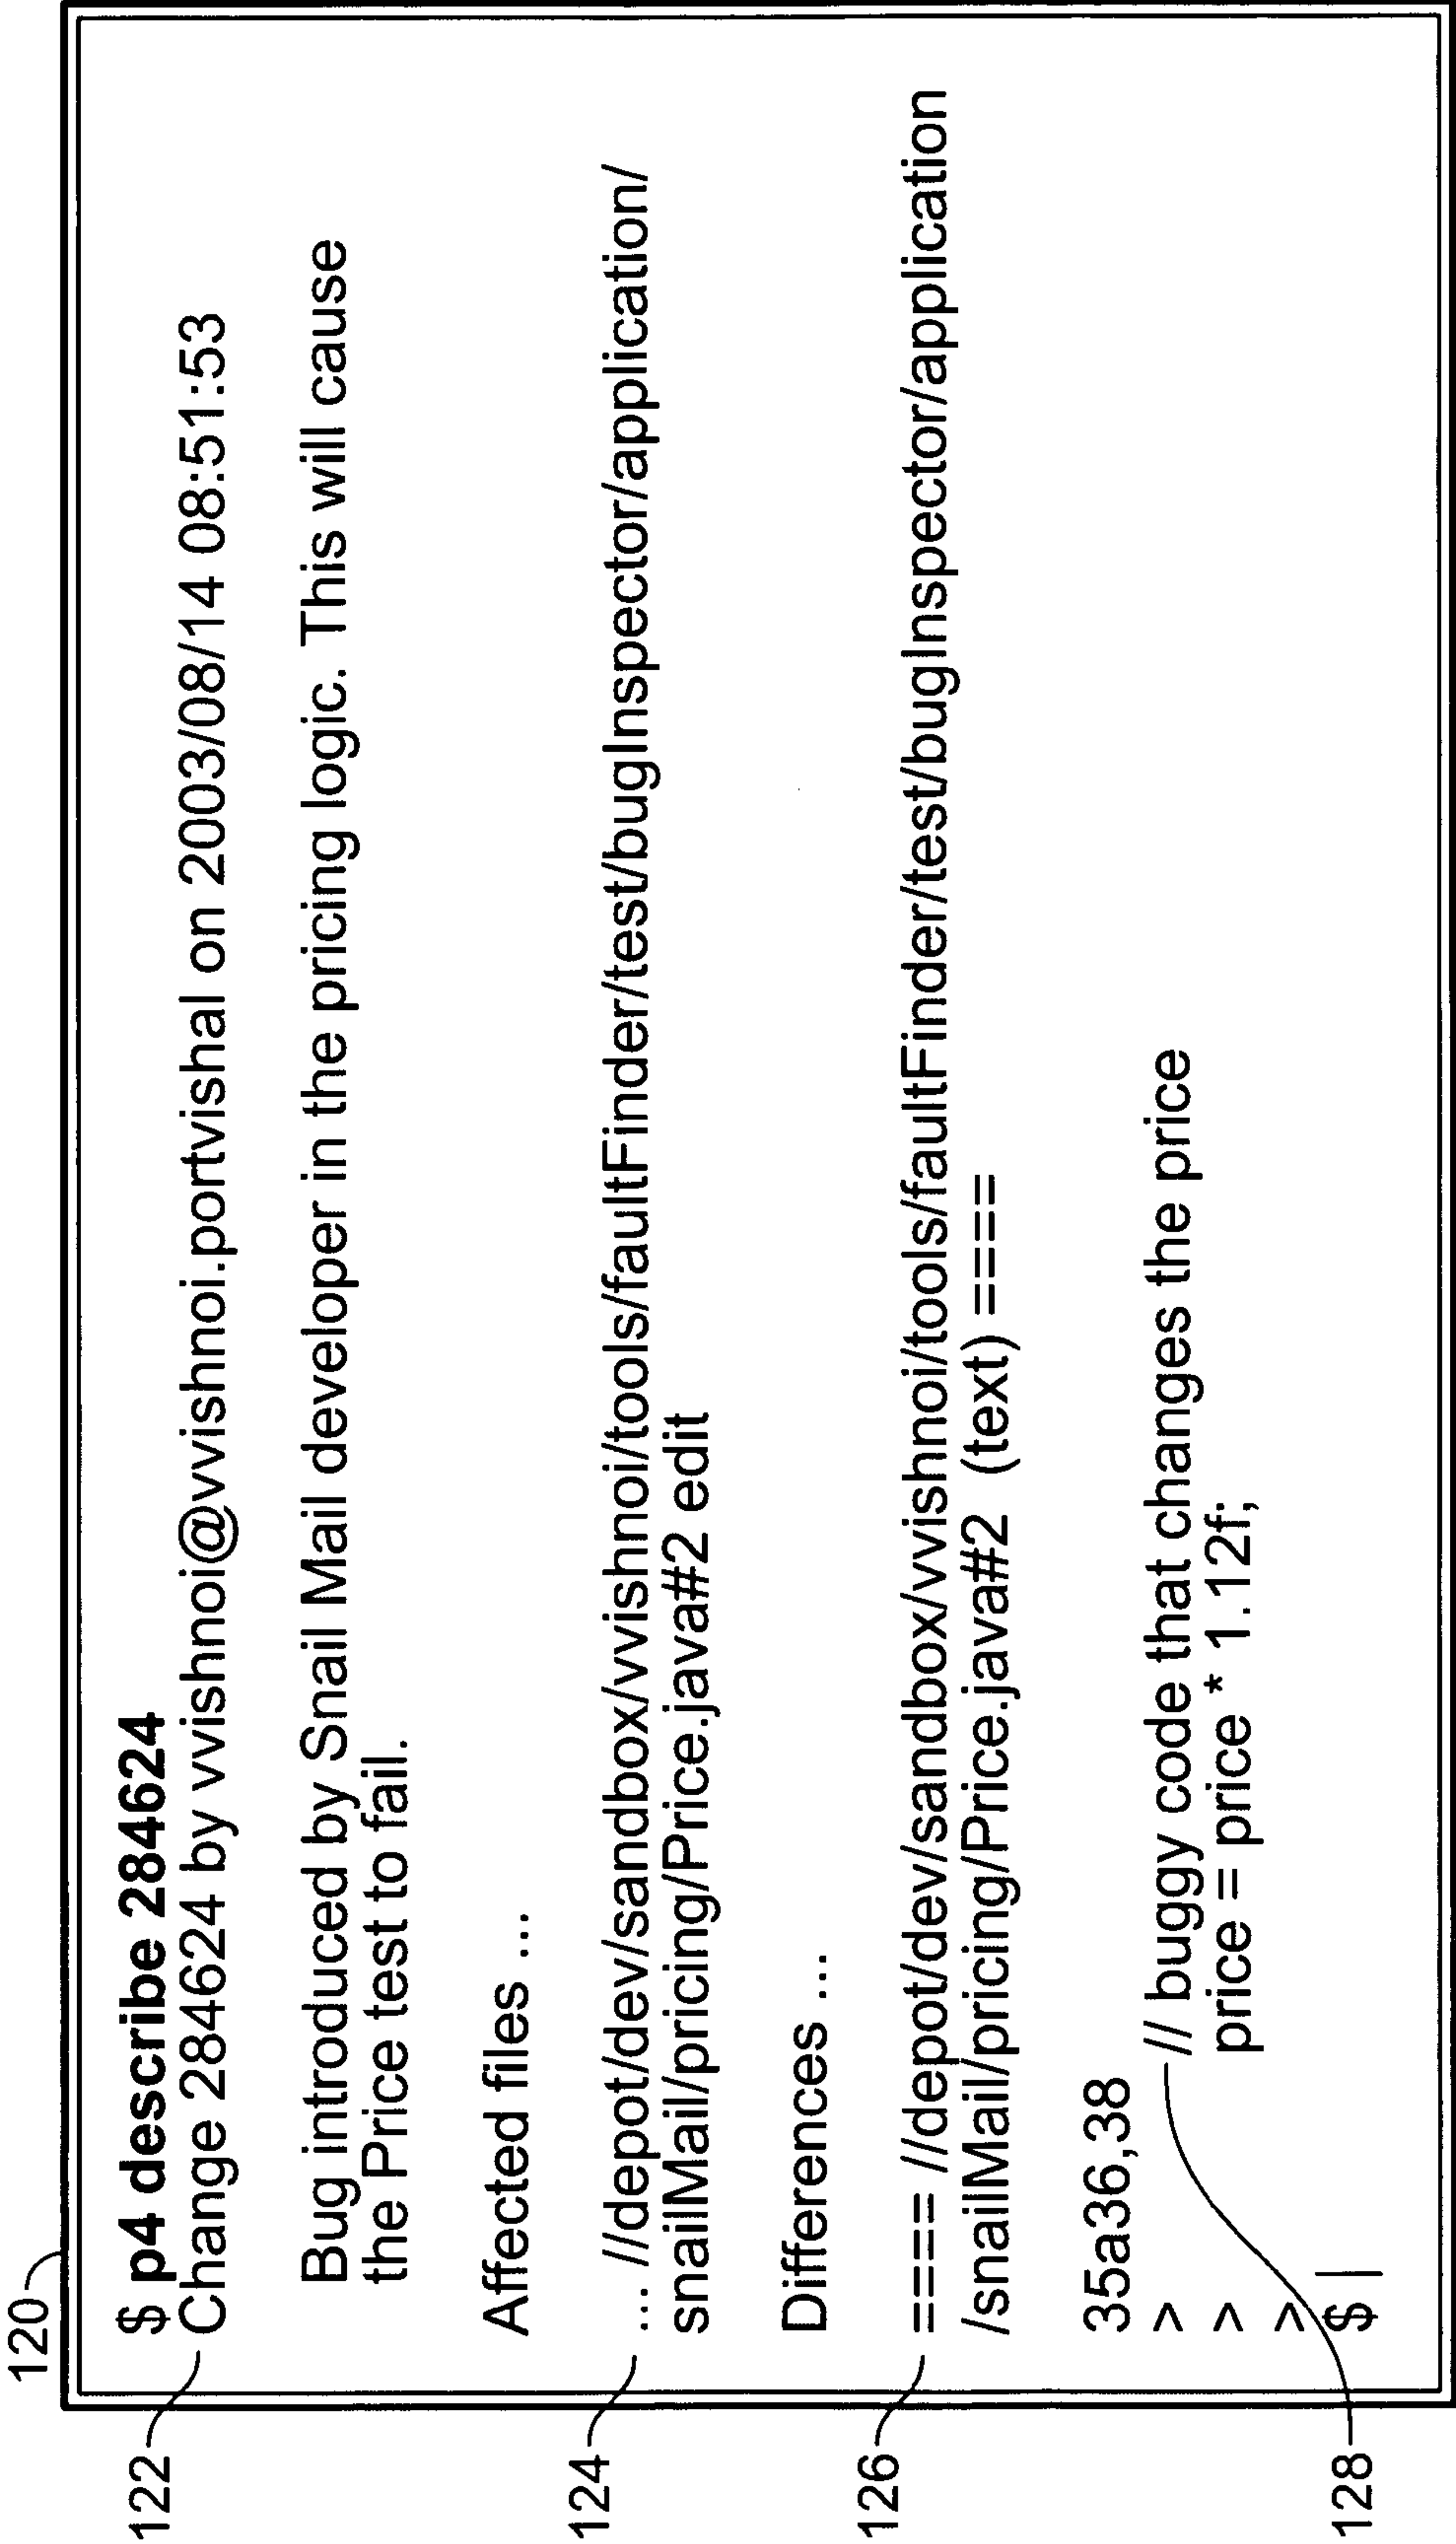 120
$ p4 describe 284624
122
Change 284624 by vvishnoi@vvishnoi.portvishal on 2003/08/14 08:51:53
Bug introduced by Snail Mail developer in the pricing logic. This will cause
the Price test to fail.
Affected files ...
124
... //depot/dev/sandbox/vvishnoi/tools/faultFinder/test/bugInspector/application/
snailMail/pricing/Price.java#2 edit
Differences ...
126
==== //depot/dev/sandbox/vvishnoi/tools/faultFinder/test/bugInspector/application
/snailMail/pricing/Price.java#2 (text) ====
35a36,38
> // buggy code that changes the price
> price = price * 1.12f;
>
$ |
128